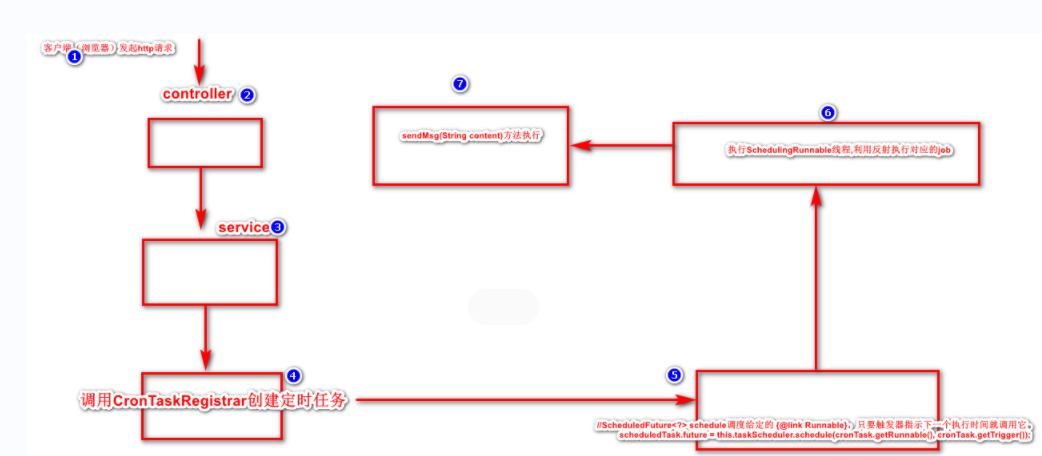 客户端（浏览器）发起http请求
1
controller 2
service 3
4
调用CronTaskRegistrar创建定时任务
5
//ScheduledFuture<?> schedule调度给定的 {@link Runnable}，只要触发器指示下一个执行时间就调用它。
scheduledTask.future = this.taskScheduler.schedule(cronTask.getRunnable(), cronTask.getTrigger());
6
执行SchedulingRunnable线程,利用反射执行对应的job
7
sendMsg(String content)方法执行